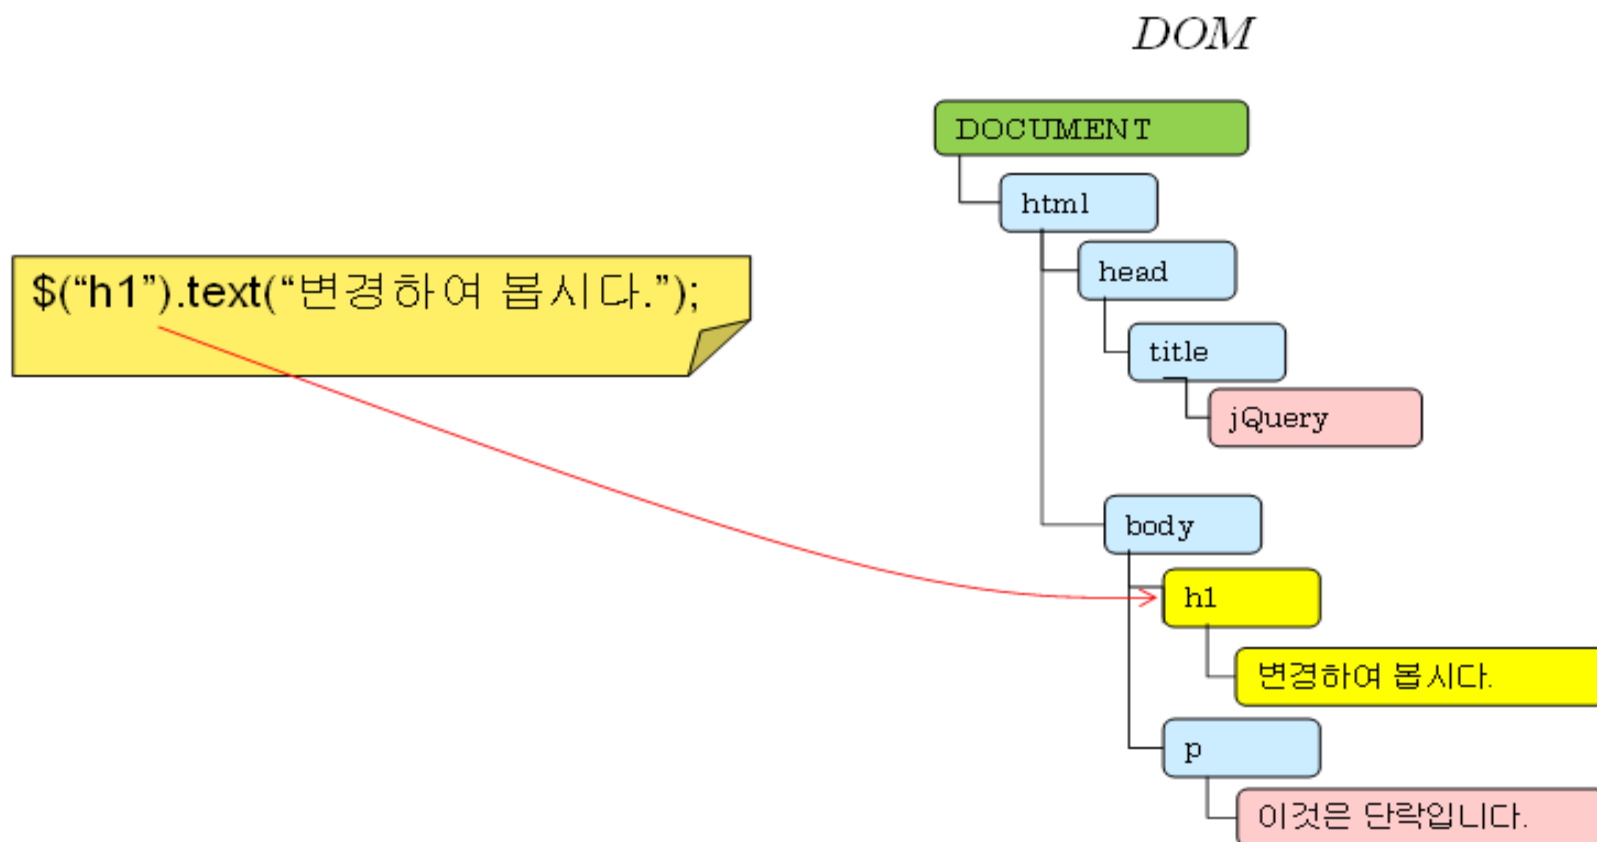 DOM
DOCUMENT
html
head
$(“h1”).text(“변경하여 봅시다.”);
title
jQuery
body
h1
변경하여 봅시다.
p
이것은 단락입니다.